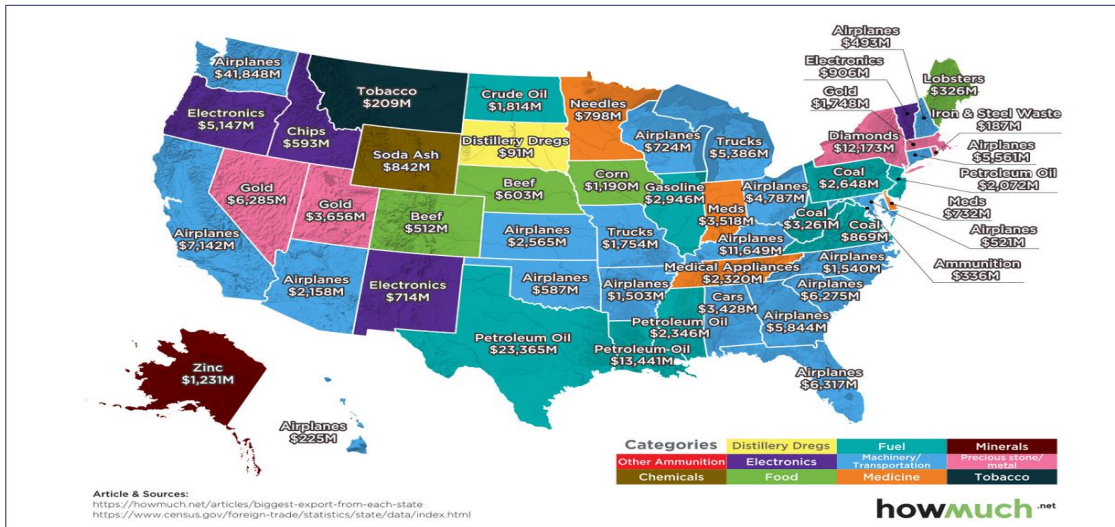 Airplanes
$41,848M
Electronics
$5,147M
Chips
$593M
Tobacco
$209M
Crude Oil
$1,814M
Needles
$798M
Airplanes
$724M
Trucks
$5,386M
Airplanes
$493M
Electronics
$906M
Gold
$1,748M
Lobsters
$326M
Iron & Steel Waste
$187M
Diamonds
$12,173M
Airplanes
$5,561M
Petroleum Oil
$2,072M
Meds
$732M
Airplanes
$521M
Ammunition
$336M
Soda Ash
$842M
Distillery Dregs
$91M
Beef
$603M
Corn
$1,190M
Gasoline
$2,946M
Meds
$3,518M
Airplanes
$4,787M
Coal
$2,648M
Coal
$3,261M
Coal
$869M
Gold
$6,285M
Gold
$3,656M
Beef
$512M
Airplanes
$2,565M
Trucks
$1,754M
Airplanes
$11,649M
Airplanes
$7,142M
Airplanes
$2,158M
Electronics
$714M
Airplanes
$587M
Airplanes
$1,503M
Medical Appliances
$2,320M
Airplanes
$1,540M
Airplanes
$6,275M
Airplanes
$5,844M
Cars
$3,428M
Petroleum Oil
$2,346M
Petroleum Oil
$23,365M
Petroleum Oil
$13,441M
Airplanes
$6,317M
Zinc
$1,231M
Airplanes
$225M
Categories
Distillery Dregs
Fuel
Minerals
Other Ammunition
Electronics
Machinery/
Transportation
Precious stone/
metal
Chemicals
Food
Medicine
Tobacco
Article & Sources:
https://howmuch.net/articles/biggest-export-from-each-state
https://www.census.gov/foreign-trade/statistics/state/data/index.html
howmuch.net